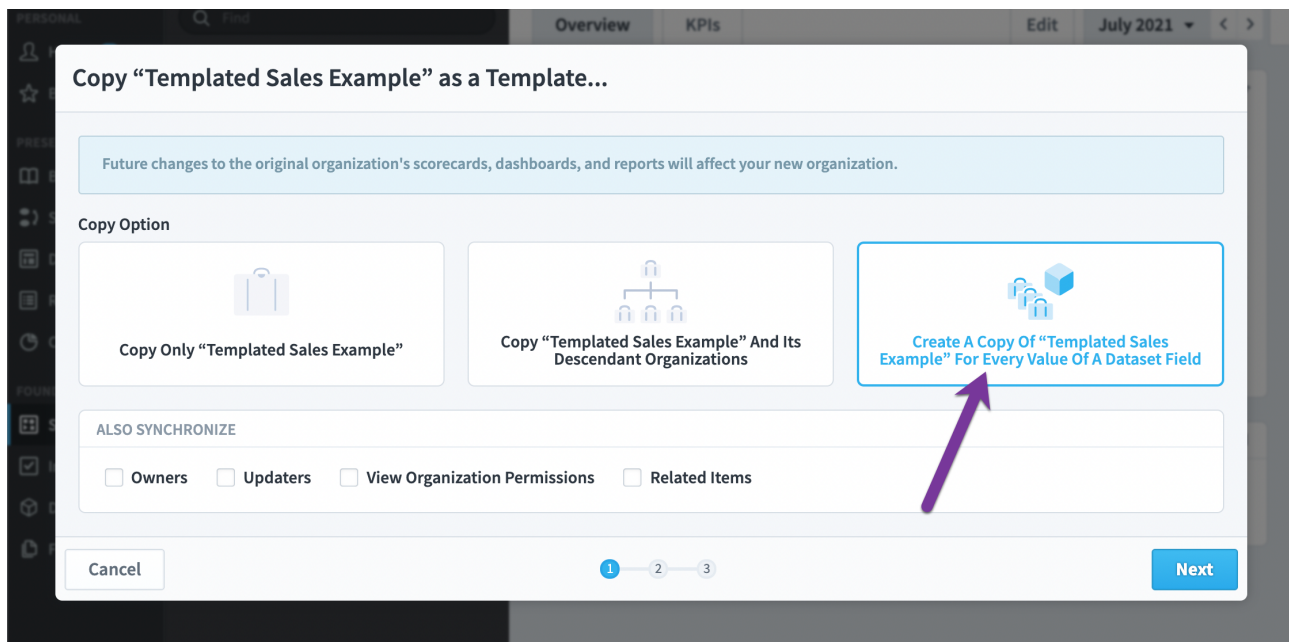 PERSONAL
Find
Overview
KPIs
Edit
July 2021
Copy “Templated Sales Example” as a Template...
Future changes to the original organization's scorecards, dashboards, and reports will affect your new organization.
Copy Option
Copy Only “Templated Sales Example”
Copy “Templated Sales Example” And Its
Descendant Organizations
Create A Copy Of “Templated Sales
Example” For Every Value Of A Dataset Field
ALSO SYNCHRONIZE
Owners
Updaters
View Organization Permissions
Related Items
Cancel
1
2
3
Next